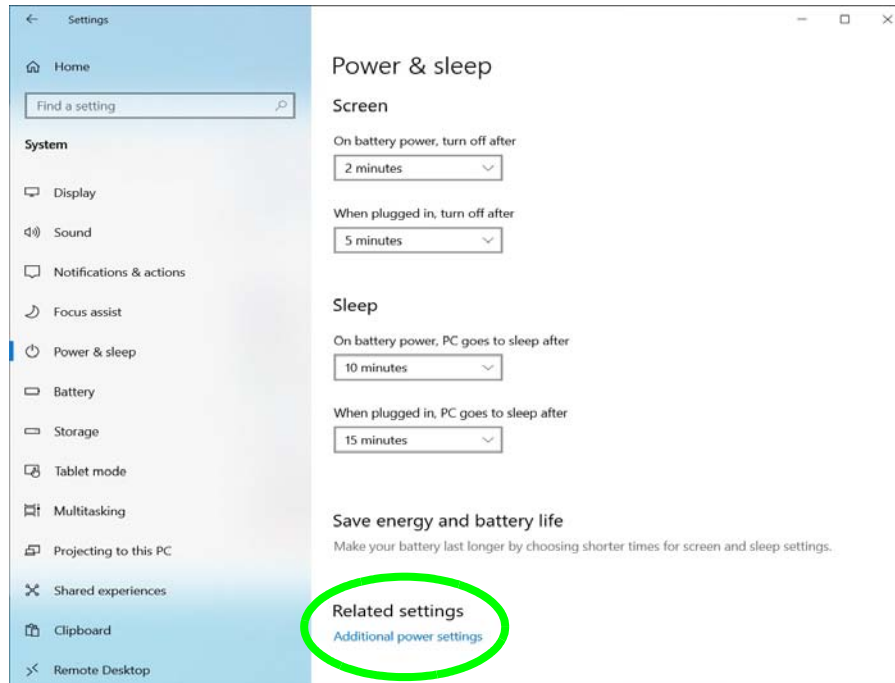 Settings
Home
Find a setting
System
Display
Sound
Notifications & actions
Focus assist
Power & sleep
Battery
Storage
Tablet mode
Multitasking
Projecting to this PC
Shared experiences
Clipboard
Remote Desktop
Power & sleep
Screen
On battery power, turn off after
2 minutes
When plugged in, turn off after
5 minutes
Sleep
On battery power, PC goes to sleep after
10 minutes
When plugged in, PC goes to sleep after
15 minutes
Save energy and battery life
Make your battery last longer by choosing shorter times for screen and sleep settings.
Related settings
Additional power settings